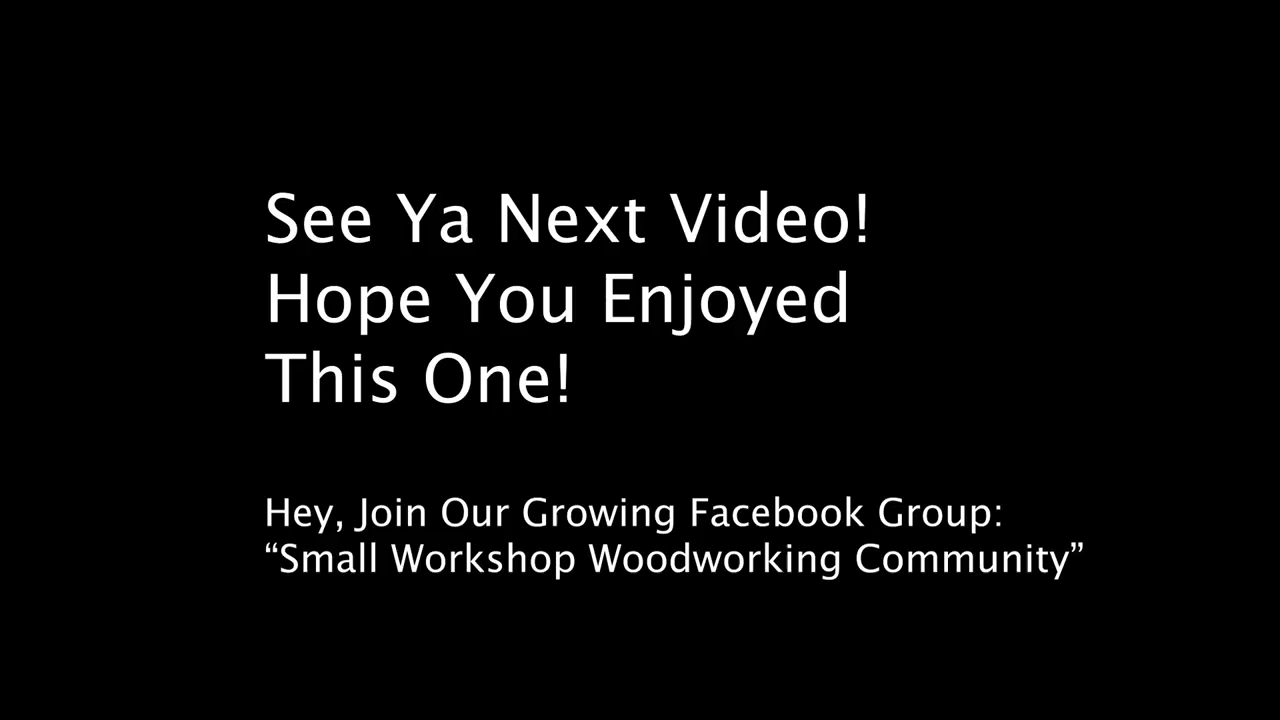 See Ya Next Video!
Hope You Enjoyed
This One!
Hey, Join Our Growing Facebook Group:
“Small Workshop Woodworking Community”